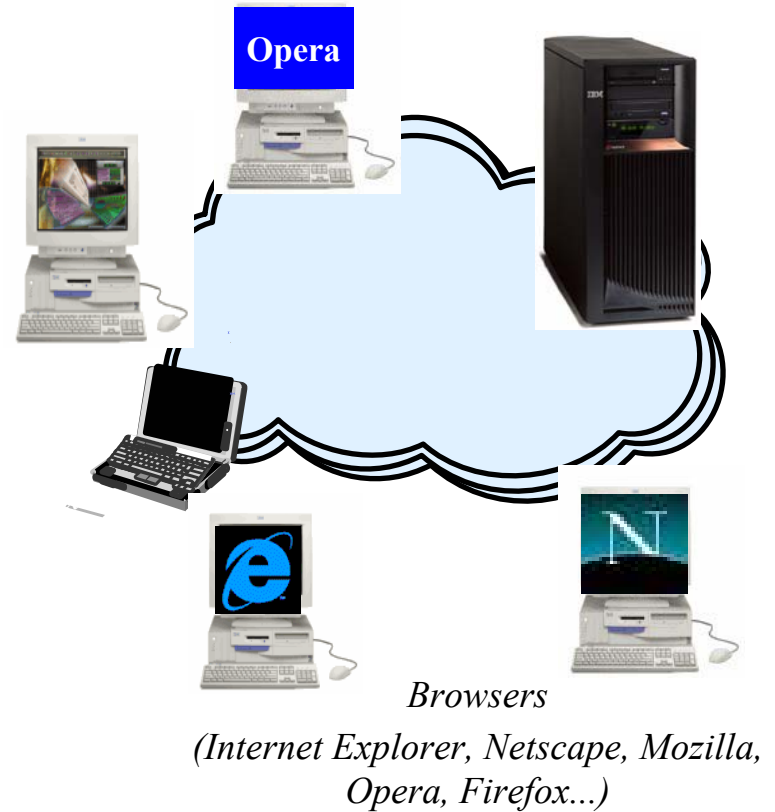 Opera
IBM
N
Browsers
(Internet Explorer, Netscape, Mozilla,
Opera, Firefox...)